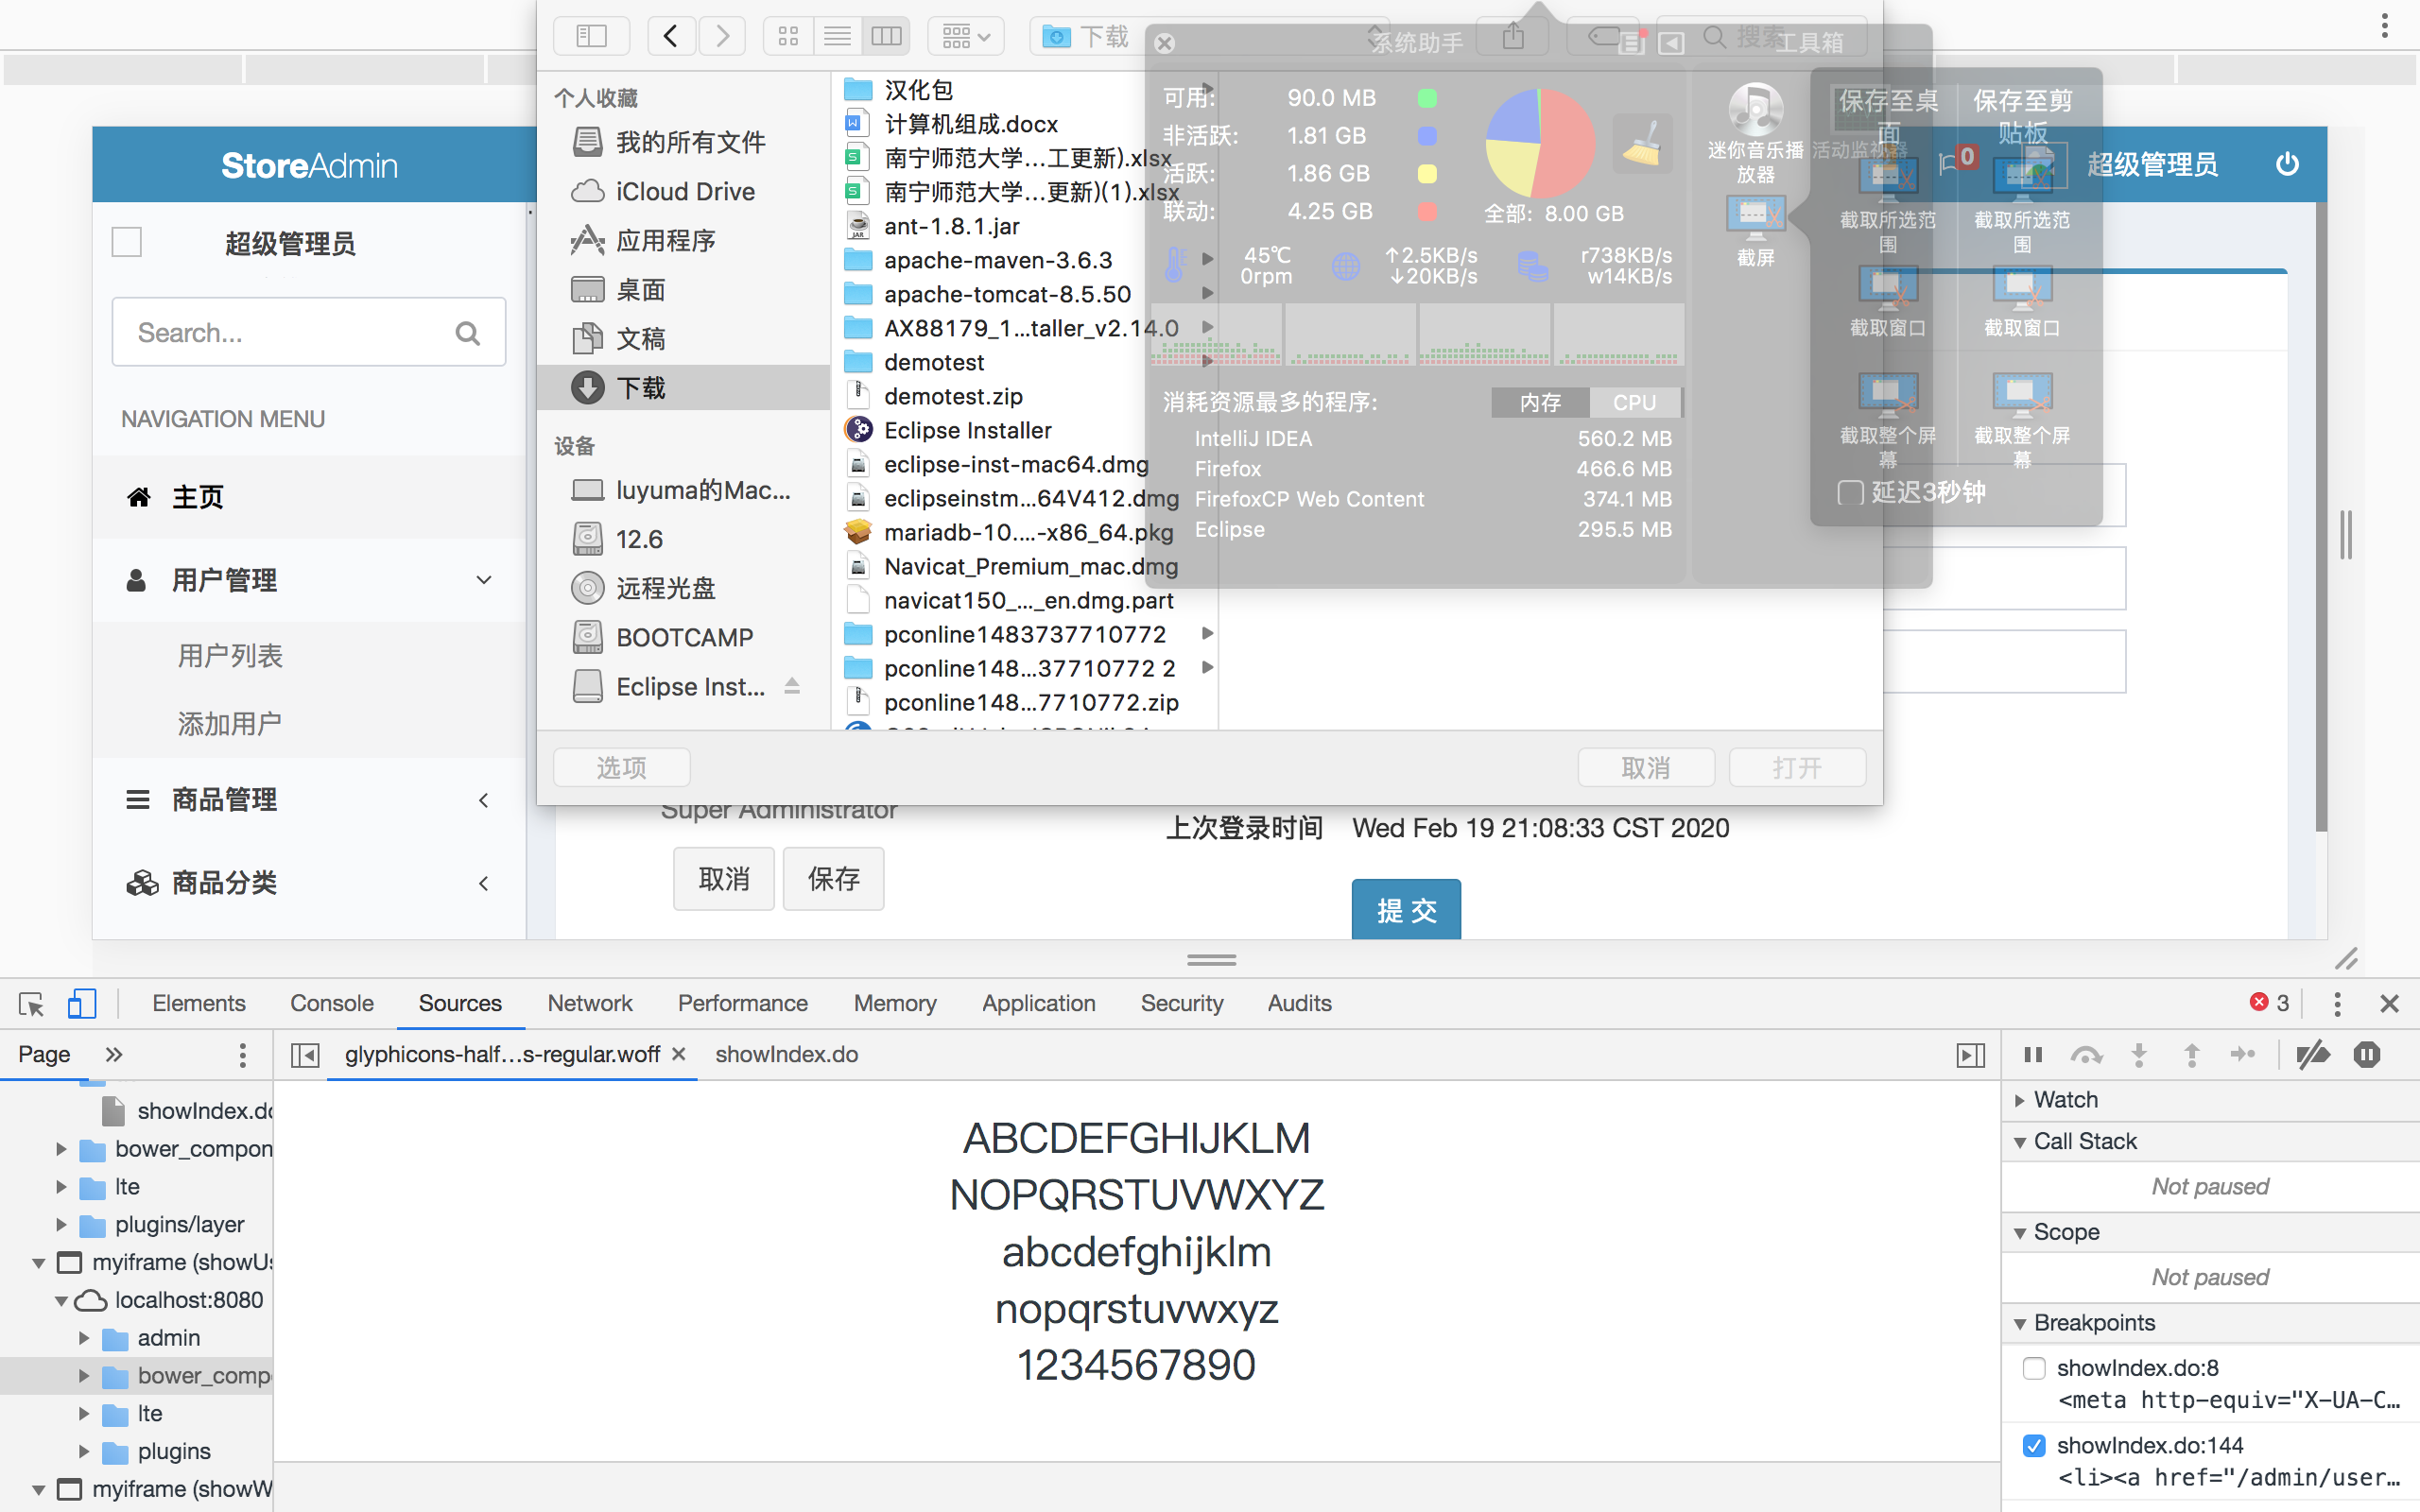 下载
搜索
系统助手
工具箱
StoreAdmin
超级管理员
超级管理员
Search...
NAVIGATION MENU
主页
用户管理
用户列表
添加用户
商品管理
商品分类
个人收藏
我的所有文件
iCloud Drive
应用程序
桌面
文稿
下载
设备
luyuma的Mac...
12.6
远程光盘
BOOTCAMP
Eclipse Inst...
汉化包
计算机组成.docx
南宁师范大学...工更新).xlsx
南宁师范大学...更新)(1).xlsx
ant-1.8.1.jar
apache-maven-3.6.3
apache-tomcat-8.5.50
AX88179_1...taller_v2.14.0
demotest
demotest.zip
Eclipse Installer
eclipse-inst-mac64.dmg
eclipseinstm...64V412.dmg
mariadb-10....-x86_64.pkg
Navicat_Premium_mac.dmg
navicat150_..._en.dmg.part
pconline1483737710772
pconline148...37710772 2
pconline148...7710772.zip
可用: 90.0 MB
非活跃: 1.81 GB
活跃: 1.86 GB
联动: 4.25 GB
全部: 8.00 GB
45℃
0rpm
↑2.5KB/s
↓20KB/s
r738KB/s
w14KB/s
消耗资源最多的程序:
内存 CPU
IntelliJ IDEA 560.2 MB
Firefox 466.6 MB
FirefoxCP Web Content 374.1 MB
Eclipse 295.5 MB
迷你音乐播
放器
活动监视器
截屏
保存至桌
面
保存至剪
贴板
0
截取所选范
围
截取所选范
围
截取窗口
截取窗口
截取整个屏
幕
截取整个屏
幕
延迟3秒钟
选项
取消
打开
Super Administrator
取消
保存
上次登录时间 Wed Feb 19 21:08:33 CST 2020
提 交
Elements Console Sources Network Performance Memory Application Security Audits
3
Page
glyphicons-half...s-regular.woff
showIndex.do
showIndex.do
bower_compon
lte
plugins/layer
myiframe (showUs
localhost:8080
admin
bower_comp
lte
plugins
myiframe (showW
ABCDEFGHIJKLM
NOPQRSTUVWXYZ
abcdefghijklm
nopqrstuvwxyz
1234567890
Watch
Call Stack
Not paused
Scope
Not paused
Breakpoints
showIndex.do:8
<meta http-equiv="X-UA-C...
showIndex.do:144
<li><a href="/admin/user...